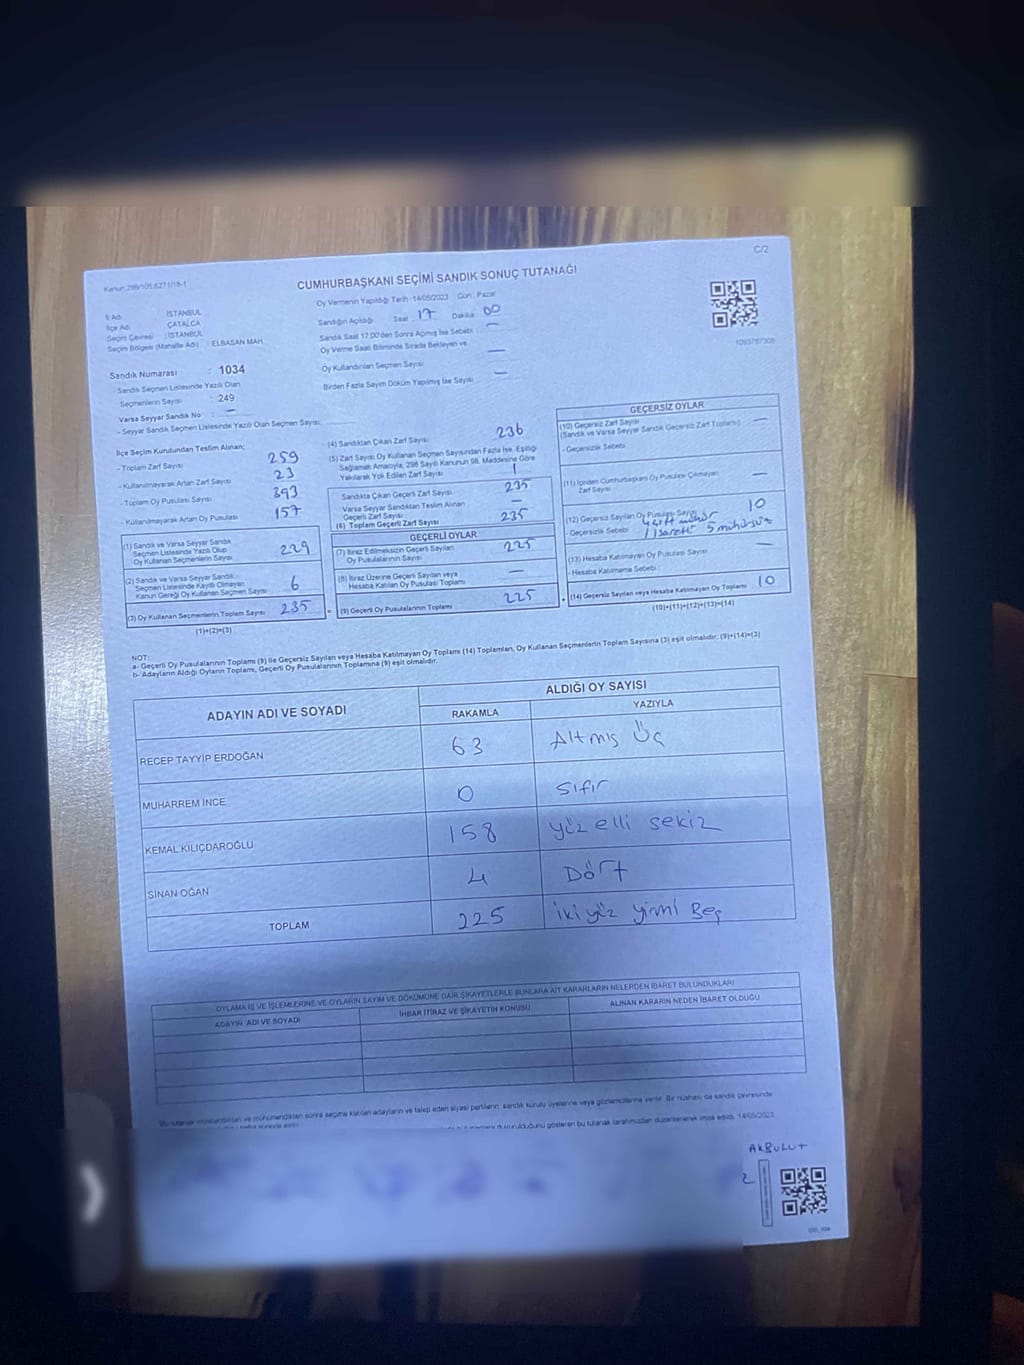 C/2
Kanun 298/105;6271/18-1
CUMHURBAŞKANI SEÇİMİ SANDIK SONUÇ TUTANAĞI
İl Adı : İSTANBUL
İlçe Adı : ÇATALCA
Seçim Çevresi : İSTANBUL
Seçim Bölgesi (Mahalle Adı) ELBASAN MAH.
Oy Vermenin Yapıldığı Tarih :14/05/2023 Gün : Pazar
Sandığın Açıldığı Saat 17 Dakika 00
Sandık Saat 17:00'den Sonra Açımış İse Sebebi —
Oy Verme Saati Bitiminde Sırada Bekleyen ve
Oy Kullandırılan Seçmen Sayısı —
Birden Fazla Sayım Döküm Yapılmış İse Sayısı —
1093787308
Sandık Numarası : 1034
Sandık Seçmen Listesinde Yazılı Olan
Seçmenlerin Sayısı : 249
Varsa Seyyar Sandık No : —
- Seyyar Sandık Seçmen Listesinde Yazılı Olan Seçmen Sayısı:
İlçe Seçim Kurulundan Teslim Alınan;
- Toplam Zarf Sayısı 259
- Kullanılmayarak Artan Zarf Sayısı 23
- Toplam Oy Pusulası Sayısı 393
- Kullanılmayarak Artan Oy Pusulası 157
(1) Sandık ve Varsa Seyyar Sandık
Seçmen Listesinde Yazılı Olup
Oy Kullanan Seçmenlerin Sayısı 229
(2) Sandık ve Varsa Seyyar Sandık
Seçmen Listesinde Kayıtlı Olmayan
Kanun Gereği Oy Kullanan Seçmen Sayısı 6
(3) Oy Kullanan Seçmenlerin Toplam Sayısı 235
(1)+(2)=(3)
(4) Sandıktan Çıkan Zarf Sayısı 236
(5) Zarf Sayısı Oy Kullanan Seçmen Sayısından Fazla İse, Eşitliği
Sağlamak Amacıyla, 298 Sayılı Kanunun 98. Maddesine Göre
Yakılarak Yok Edilen Zarf Sayısı 1
Sandıkta Çıkan Geçerli Zarf Sayısı 235
Varsa Seyyar Sandıktan Teslim Alınan
Geçerli Zarf Sayısı —
(6) Toplam Geçerli Zarf Sayısı 235
GEÇERLİ OYLAR
(7) İtiraz Edilmeksizin Geçerli Sayılan
Oy Pusulalarının Sayısı 225
(8) İtiraz Üzerine Geçerli Sayılan veya
Hesaba Katılan Oy Pusulası Toplamı —
(9) Geçerli Oy Pusulalarının Toplamı 225
GEÇERSİZ OYLAR
(10) Geçersiz Zarf Sayısı —
(Sandık ve Varsa Seyyar Sandık Geçersiz Zarf Toplamı)
- Geçersizlik Sebebi
(11) İçinden Cumhurbaşkanı Oy Pusulası Çıkmayan
Zarf Sayısı —
(12) Geçersiz Sayılan Oy Pusulası Sayısı 10
- Geçersizlik Sebebi 4 çift mühür
1 işaretli 5 mühürsüz
(13) Hesaba Katılmayan Oy Pusulası Sayısı —
- Hesaba Katılmama Sebebi
(14) Geçersiz Sayılan veya Hesaba Katılmayan Oy Toplamı 10
(10)+(11)+(12)+(13)=(14)
NOT:
a- Geçerli Oy Pusulalarının Toplamı (9) ile Geçersiz Sayılan veya Hesaba Katılmayan Oy Toplamı (14) Toplamları, Oy Kullanan Seçmenlerin Toplam Sayısına (3) eşit olmalıdır. (9)+(14)=(3)
b- Adayların Aldığı Oyların Toplamı, Geçerli Oy Pusulalarının Toplamına (9) eşit olmalıdır.
ADAYIN ADI VE SOYADI
ALDIĞI OY SAYISI
RAKAMLA YAZIYLA
RECEP TAYYİP ERDOĞAN 63 Altmış Üç
MUHARREM İNCE 0 Sıfır
KEMAL KILIÇDAROĞLU 158 yüz elli sekiz
SİNAN OĞAN 4 Dört
TOPLAM 225 iki yüz yirmi Beş
OYLAMA İŞ VE İŞLEMLERİNE VE OYLARIN SAYIM VE DÖKÜMÜNE DAİR ŞİKAYETLERLE BUNLARA AİT KARARLARIN NELERDEN İBARET BULUNDUKLARI
ADAYIN ADI VE SOYADI İHBAR İTİRAZ VE ŞİKAYETİN KONUSU ALINAN KARARIN NEDEN İBARET OLDUĞU
Bu tutanak imzalandıktan ve mühürlendikten sonra seçime katılan adayların ve talep eden siyasi partilerin sandık kurulu üyelerine veya gözlemcilerine verilir. Bir nüshası da sandık çevresinde
kurulduğunu gösteren bu tutanak tarafımızdan düzenlenerek imza edildi. 14/05/2023
AKBULUT
2